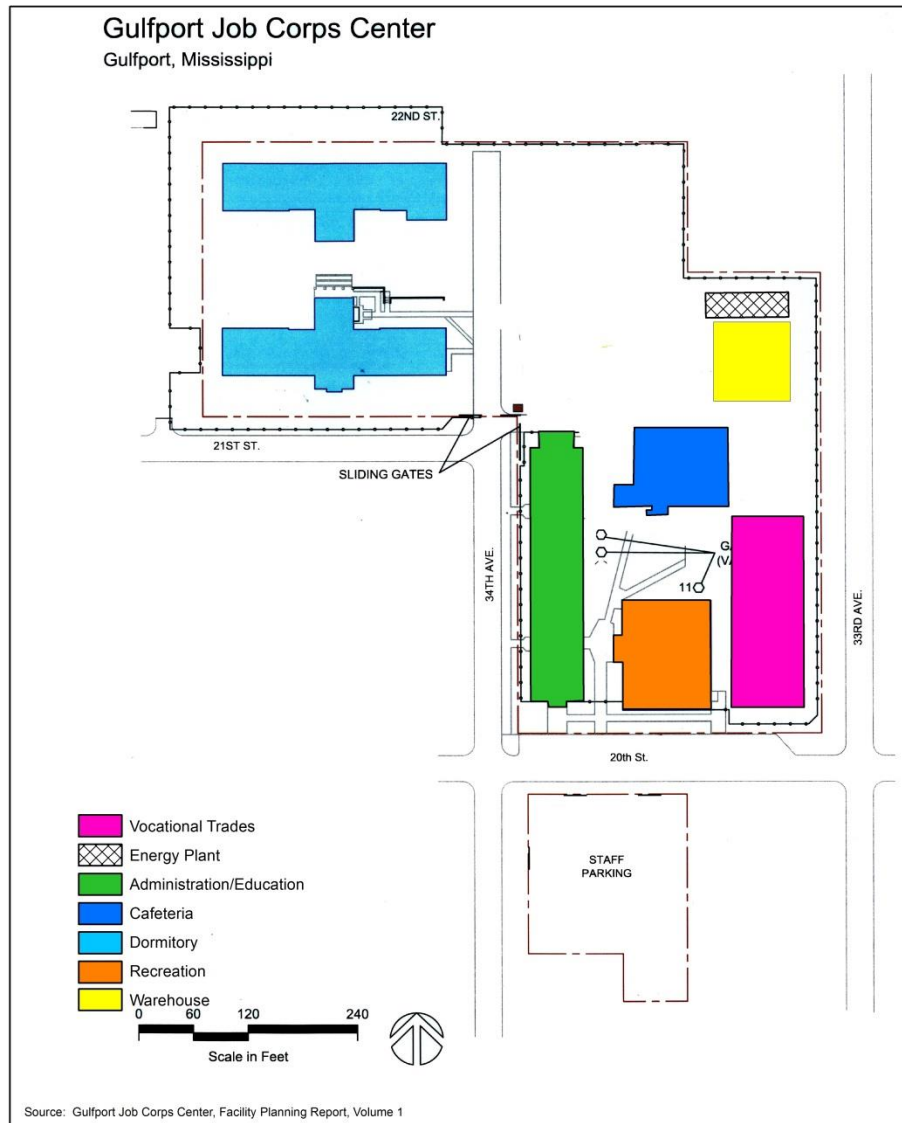 Gulfport Job Corps Center
Gulfport, Mississippi
22ND ST.
21ST ST.
SLIDING GATES
34TH AVE.
33RD AVE.
11
20th St.
STAFF
PARKING
Vocational Trades
Energy Plant
Administration/Education
Cafeteria
Dormitory
Recreation
Warehouse
0 60 120 240
Scale in Feet
Source: Gulfport Job Corps Center, Facility Planning Report, Volume 1